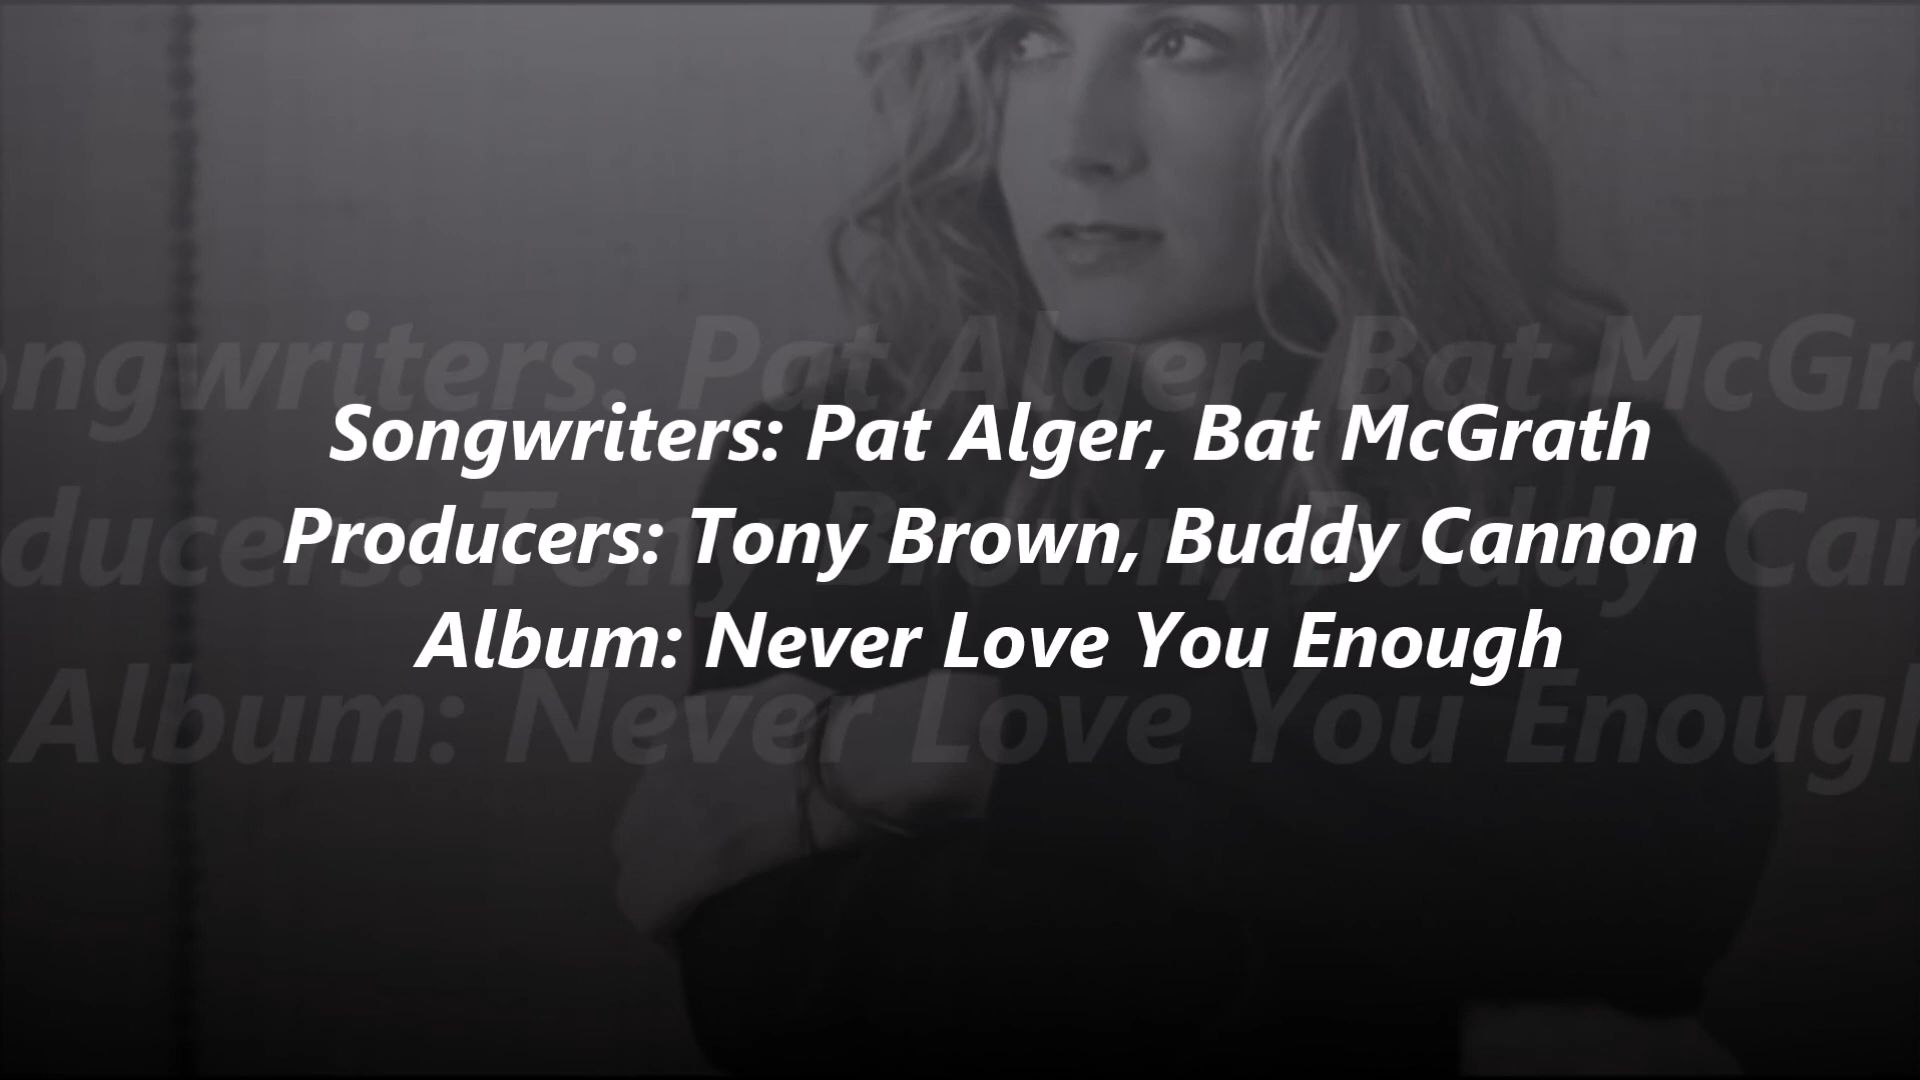 Songwriters: Pat Alger, Bat McGrath
Producers: Tony Brown, Buddy Cannon
Album: Never Love You Enough